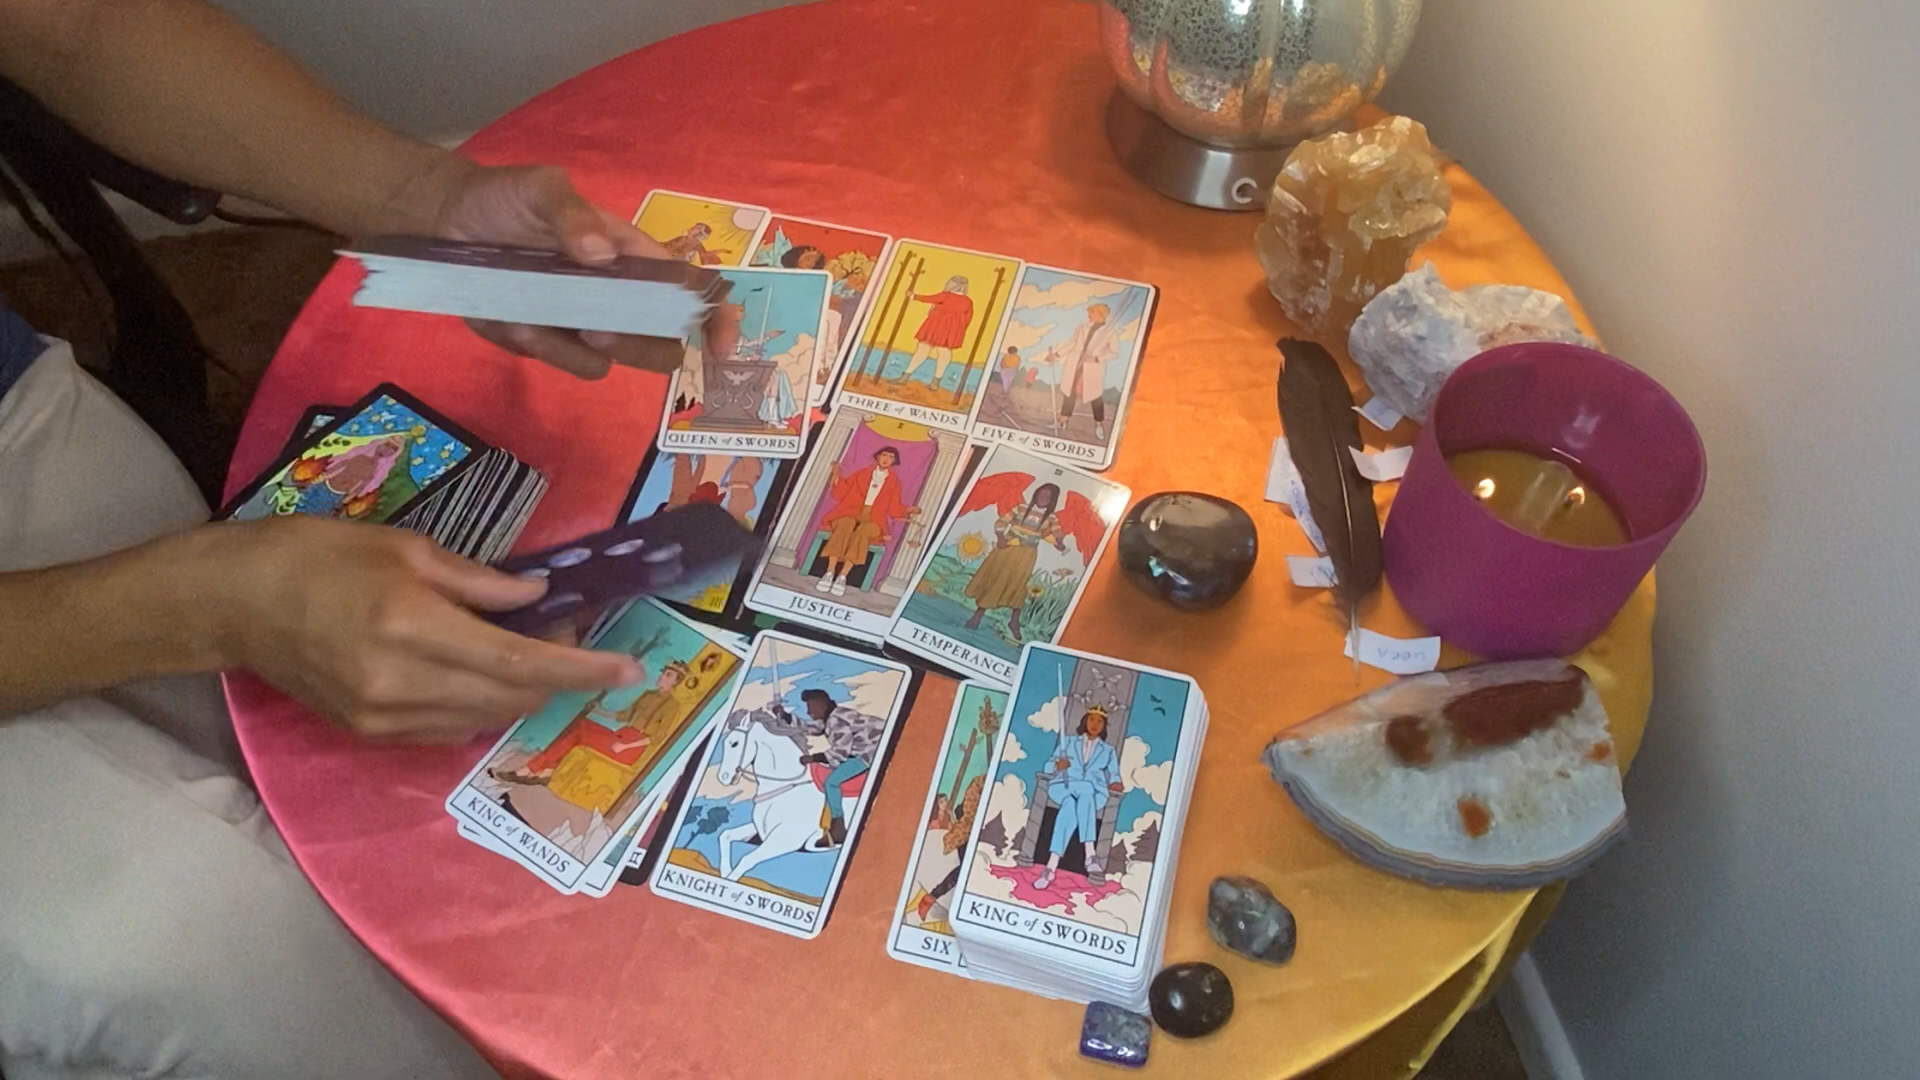 THREE of WANDS
FIVE of SWORDS
QUEEN of SWORDS
JUSTICE
TEMPERANCE
KING of WANDS
KNIGHT of SWORDS
SIX
KING of SWORDS